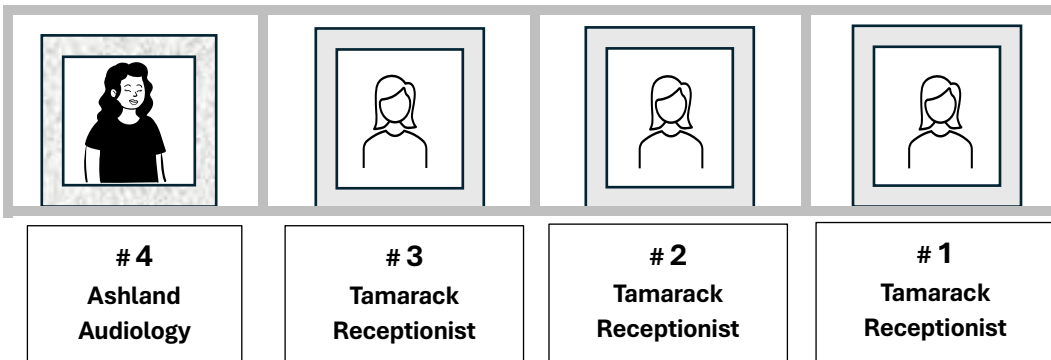 # 4
Ashland
Audiology
# 3
Tamarack
Receptionist
# 2
Tamarack
Receptionist
# 1
Tamarack
Receptionist